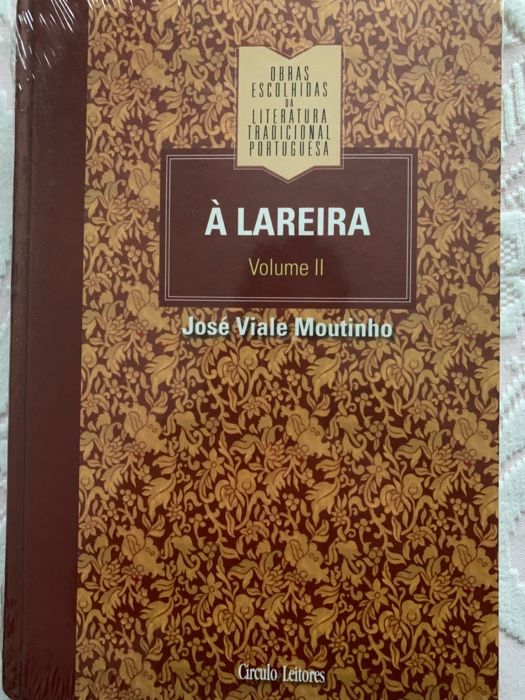 OBRAS
ESCOLHIDAS
DA
LITERATURA
TRADICIONAL
PORTUGUESA
À LAREIRA
Volume II
José Viale Moutinho
Círculo Leitores